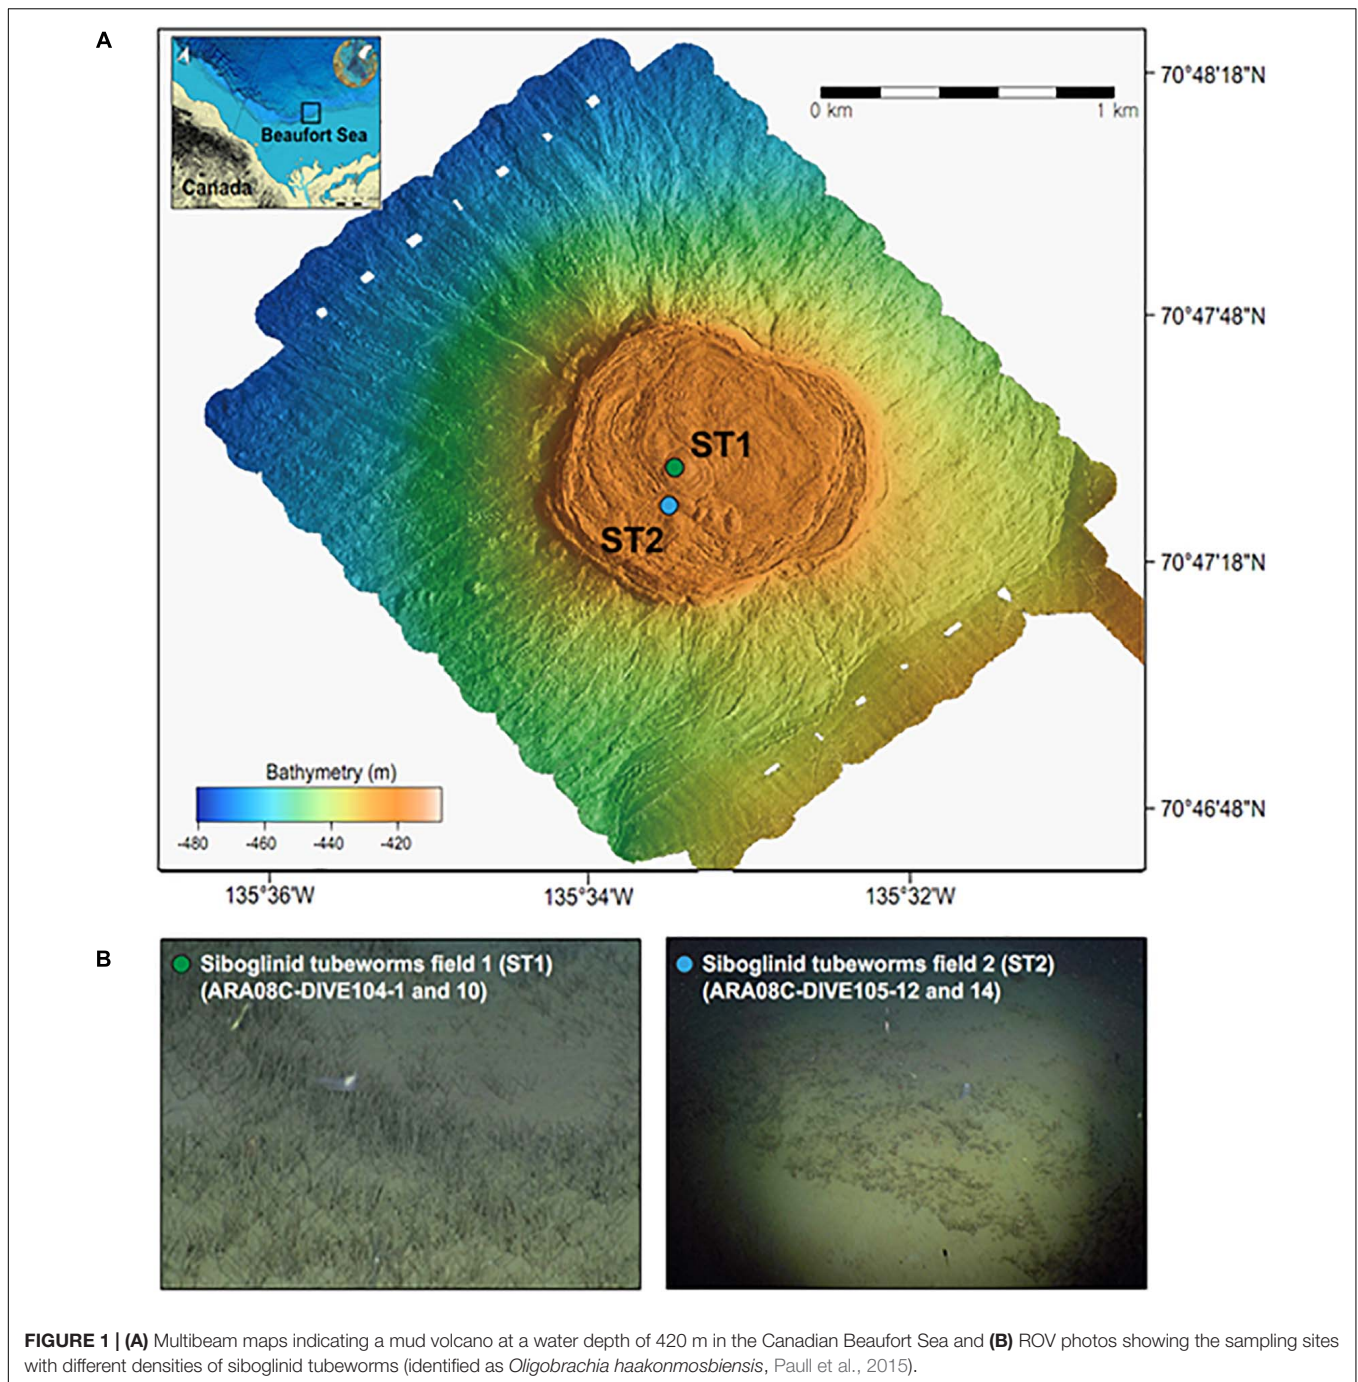 A
Beaufort Sea
Canada
0 km
1 km
70°48'18"N
70°47'48"N
70°47'18"N
70°46'48"N
ST1
ST2
Bathymetry (m)
-480
-460
-440
-420
135°36'W
135°34'W
135°32'W
B
Siboglinid tubeworms field 1 (ST1)
(ARA08C-DIVE104-1 and 10)
Siboglinid tubeworms field 2 (ST2)
(ARA08C-DIVE105-12 and 14)
FIGURE 1 | (A) Multibeam maps indicating a mud volcano at a water depth of 420 m in the Canadian Beaufort Sea and (B) ROV photos showing the sampling sites
with different densities of siboglinid tubeworms (identified as Oligobrachia haakonmosbiensis, Paull et al., 2015).